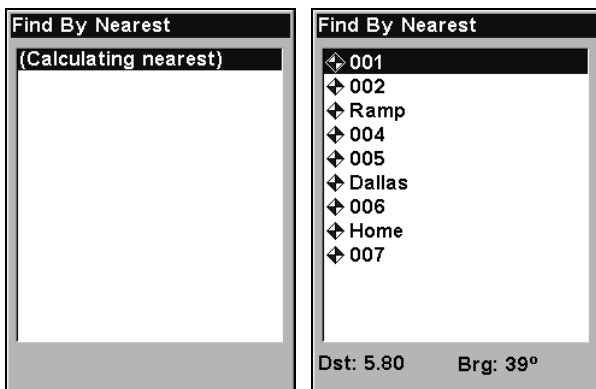 Find By Nearest
(Calculating nearest)
Find By Nearest
001
002
Ramp
004
005
Dallas
006
Home
007
Dst: 5.80 Brg: 39º